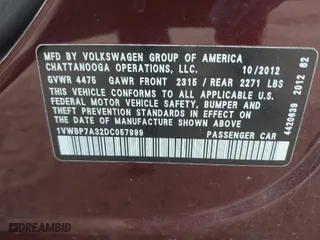 MFD BY VOLKSWAGEN GROUP OF AMERICA
CHATTANOOGA OPERATIONS, LLC. 10/2012
GVWR 4475 GAWR FRONT 2315 / REAR 2271 LBS
THIS VEHICLE CONFORMS TO ALL APPLICABLE U.S.
FEDERAL MOTOR VEHICLE SAFETY, BUMPER AND
THEFT PREVENTION STANDARDS IN EFFECT ON THE
DATE OF MANUFACTURE SHOWN ABOVE.
1VWBP7A32DC057999 PASSENGER CAR
4420639 2012 62
DREAMBID